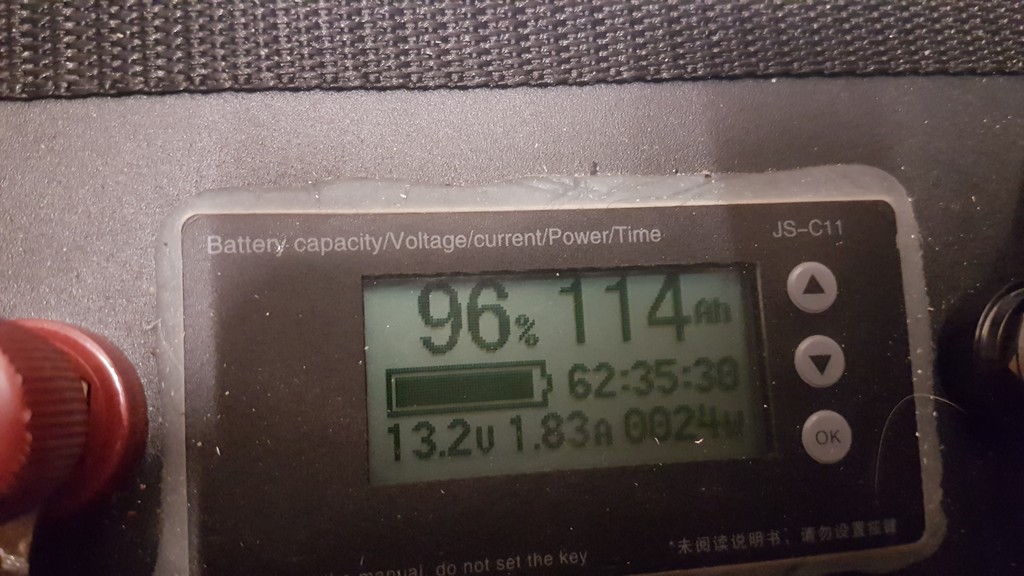 Battery capacity/Voltage/current/Power/Time
JS-C11
96% 114Ah
62:35:30
13.2V 1.83A 0024W
OK
*未阅读说明书、请勿设置按键
manual, do not set the key